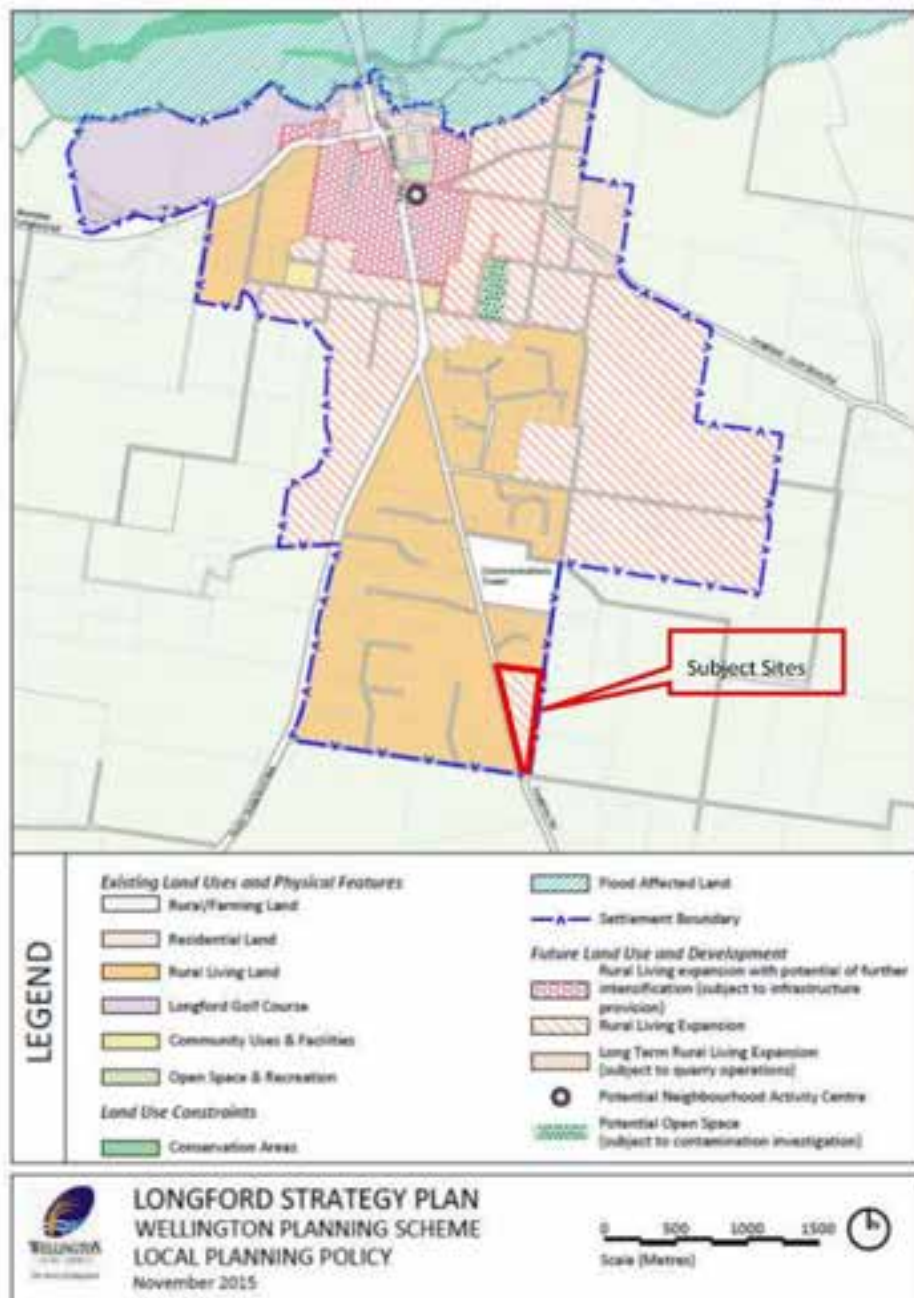 Communications
Tower
Subject Sites
LEGEND
Existing Land Uses and Physical Features
Rural/Farming Land
Residential Land
Rural Living Land
Longford Golf Course
Community Uses & Facilities
Open Space & Recreation
Land Use Constraints
Conservation Areas
Flood Affected Land
Settlement Boundary
Future Land Use and Development
Rural Living expansion with potential of further
intensification (subject to infrastructure
provision)
Rural Living Expansion
Long Term Rural Living Expansion
(subject to quarry operations)
Potential Neighbourhood Activity Centre
Potential Open Space
(subject to contamination investigation)
WELLINGTON
LONGFORD STRATEGY PLAN
WELLINGTON PLANNING SCHEME
LOCAL PLANNING POLICY
November 2015
0 500 1000 1500
Scale (Metres)